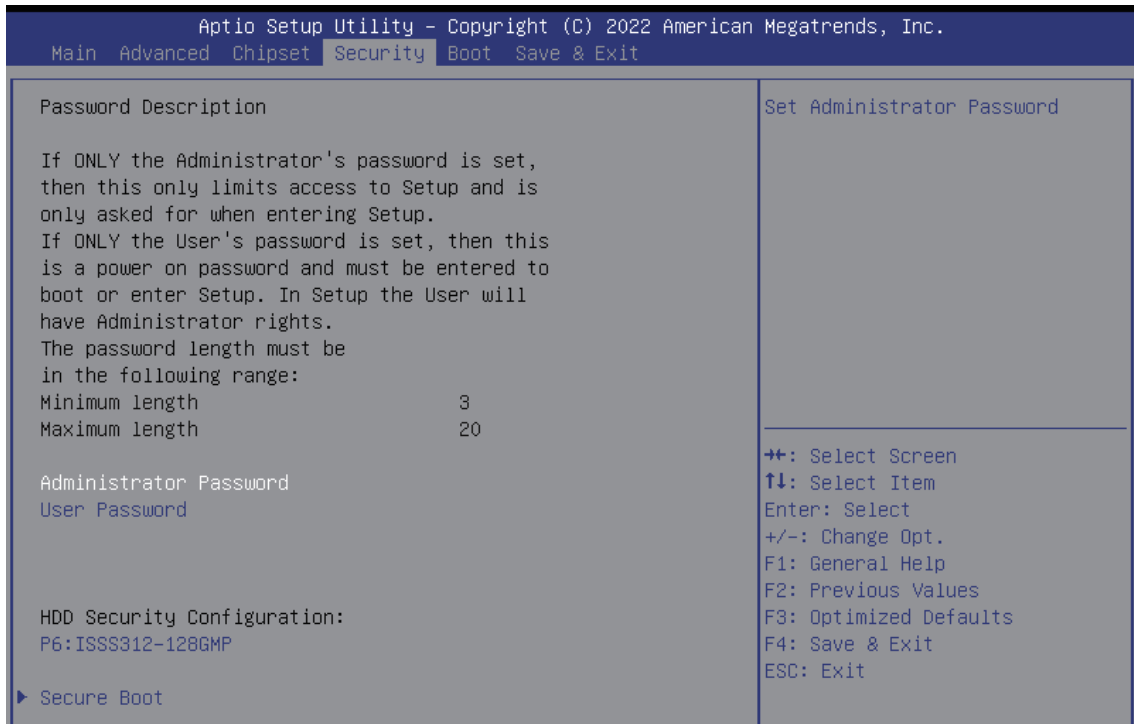 Aptio Setup Utility – Copyright (C) 2022 American Megatrends, Inc.
Main Advanced Chipset Security Boot Save & Exit
Password Description
If ONLY the Administrator's password is set,
then this only limits access to Setup and is
only asked for when entering Setup.
If ONLY the User's password is set, then this
is a power on password and must be entered to
boot or enter Setup. In Setup the User will
have Administrator rights.
The password length must be
in the following range:
Minimum length 3
Maximum length 20
Administrator Password
User Password
HDD Security Configuration:
P6:ISSS312-128GMP
▶ Secure Boot
Set Administrator Password
→←: Select Screen
↑↓: Select Item
Enter: Select
+/-: Change Opt.
F1: General Help
F2: Previous Values
F3: Optimized Defaults
F4: Save & Exit
ESC: Exit